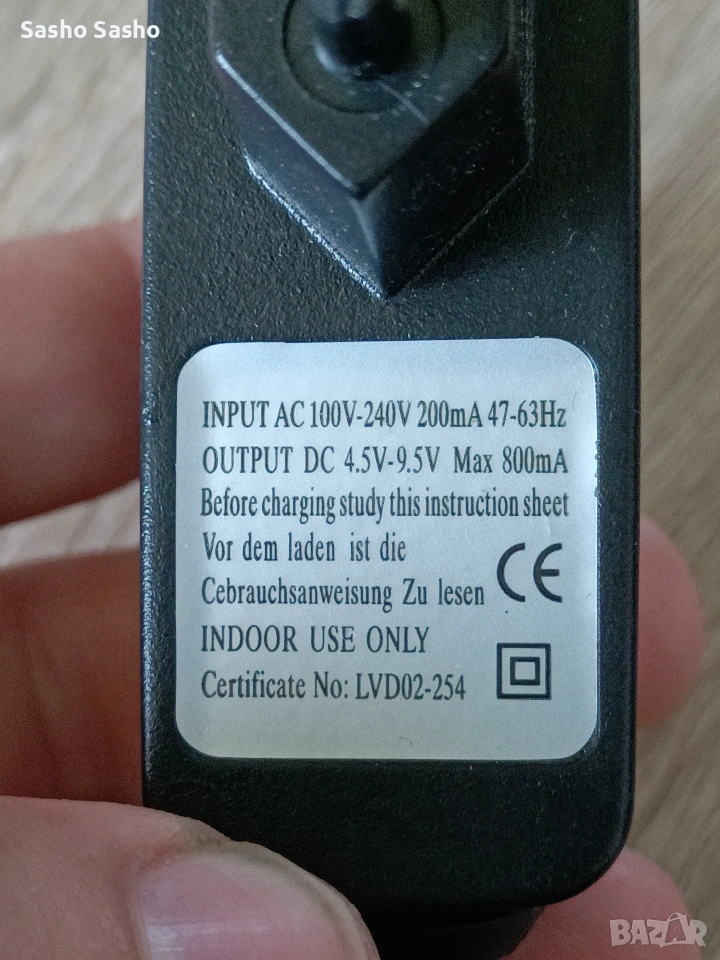 Sasho Sasho
INPUT AC 100V-240V 200mA 47-63Hz
OUTPUT DC 4.5V-9.5V Max 800mA
Before charging study this instruction sheet
Vor dem laden ist die
Cebrauchsanweisung Zu lesen
CE
INDOOR USE ONLY
Certificate No: LVD02-254
BAZAR